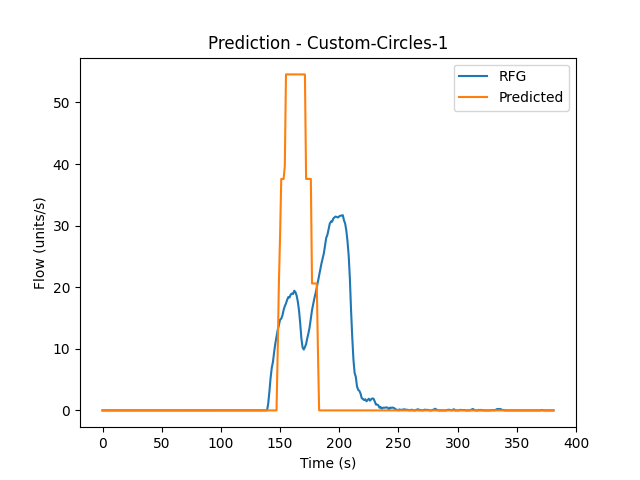 Prediction - Custom-Circles-1
RFG
Predicted
Flow (units/s)
50
40
30
20
10
0
0 50 100 150 200 250 300 350 400
Time (s)